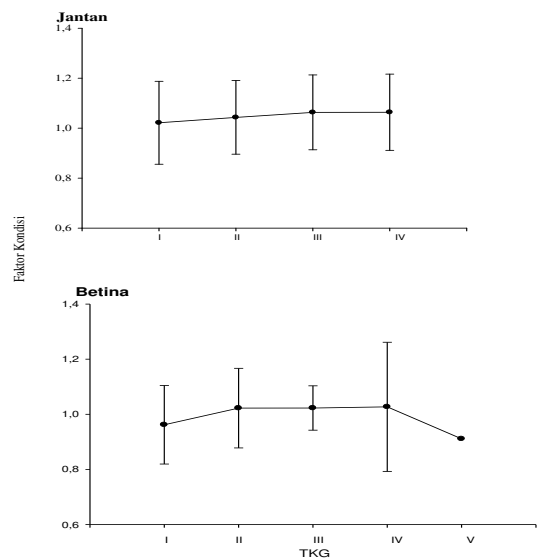 Jantan
1,4
1,2
1,0
0,8
0,6
I II III IV
Faktor Kondisi
Betina
1,4
1,2
1,0
0,8
0,6
I II III IV V
TKG